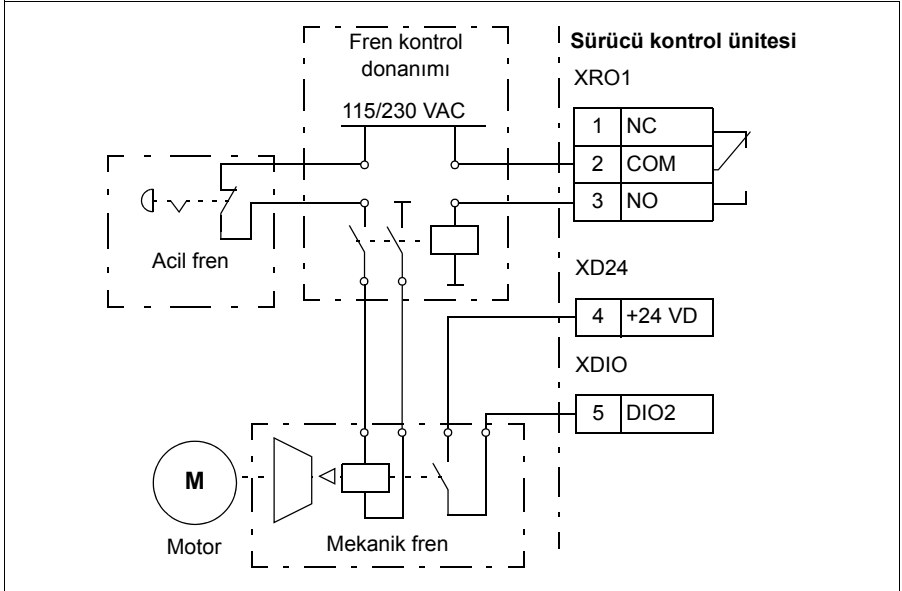 Fren kontrol
donanımı
115/230 VAC
Sürücü kontrol ünitesi
XRO1
1 NC
2 COM
3 NO
Acil fren
XD24
4 +24 VD
XDIO
5 DIO2
M
Motor
Mekanik fren